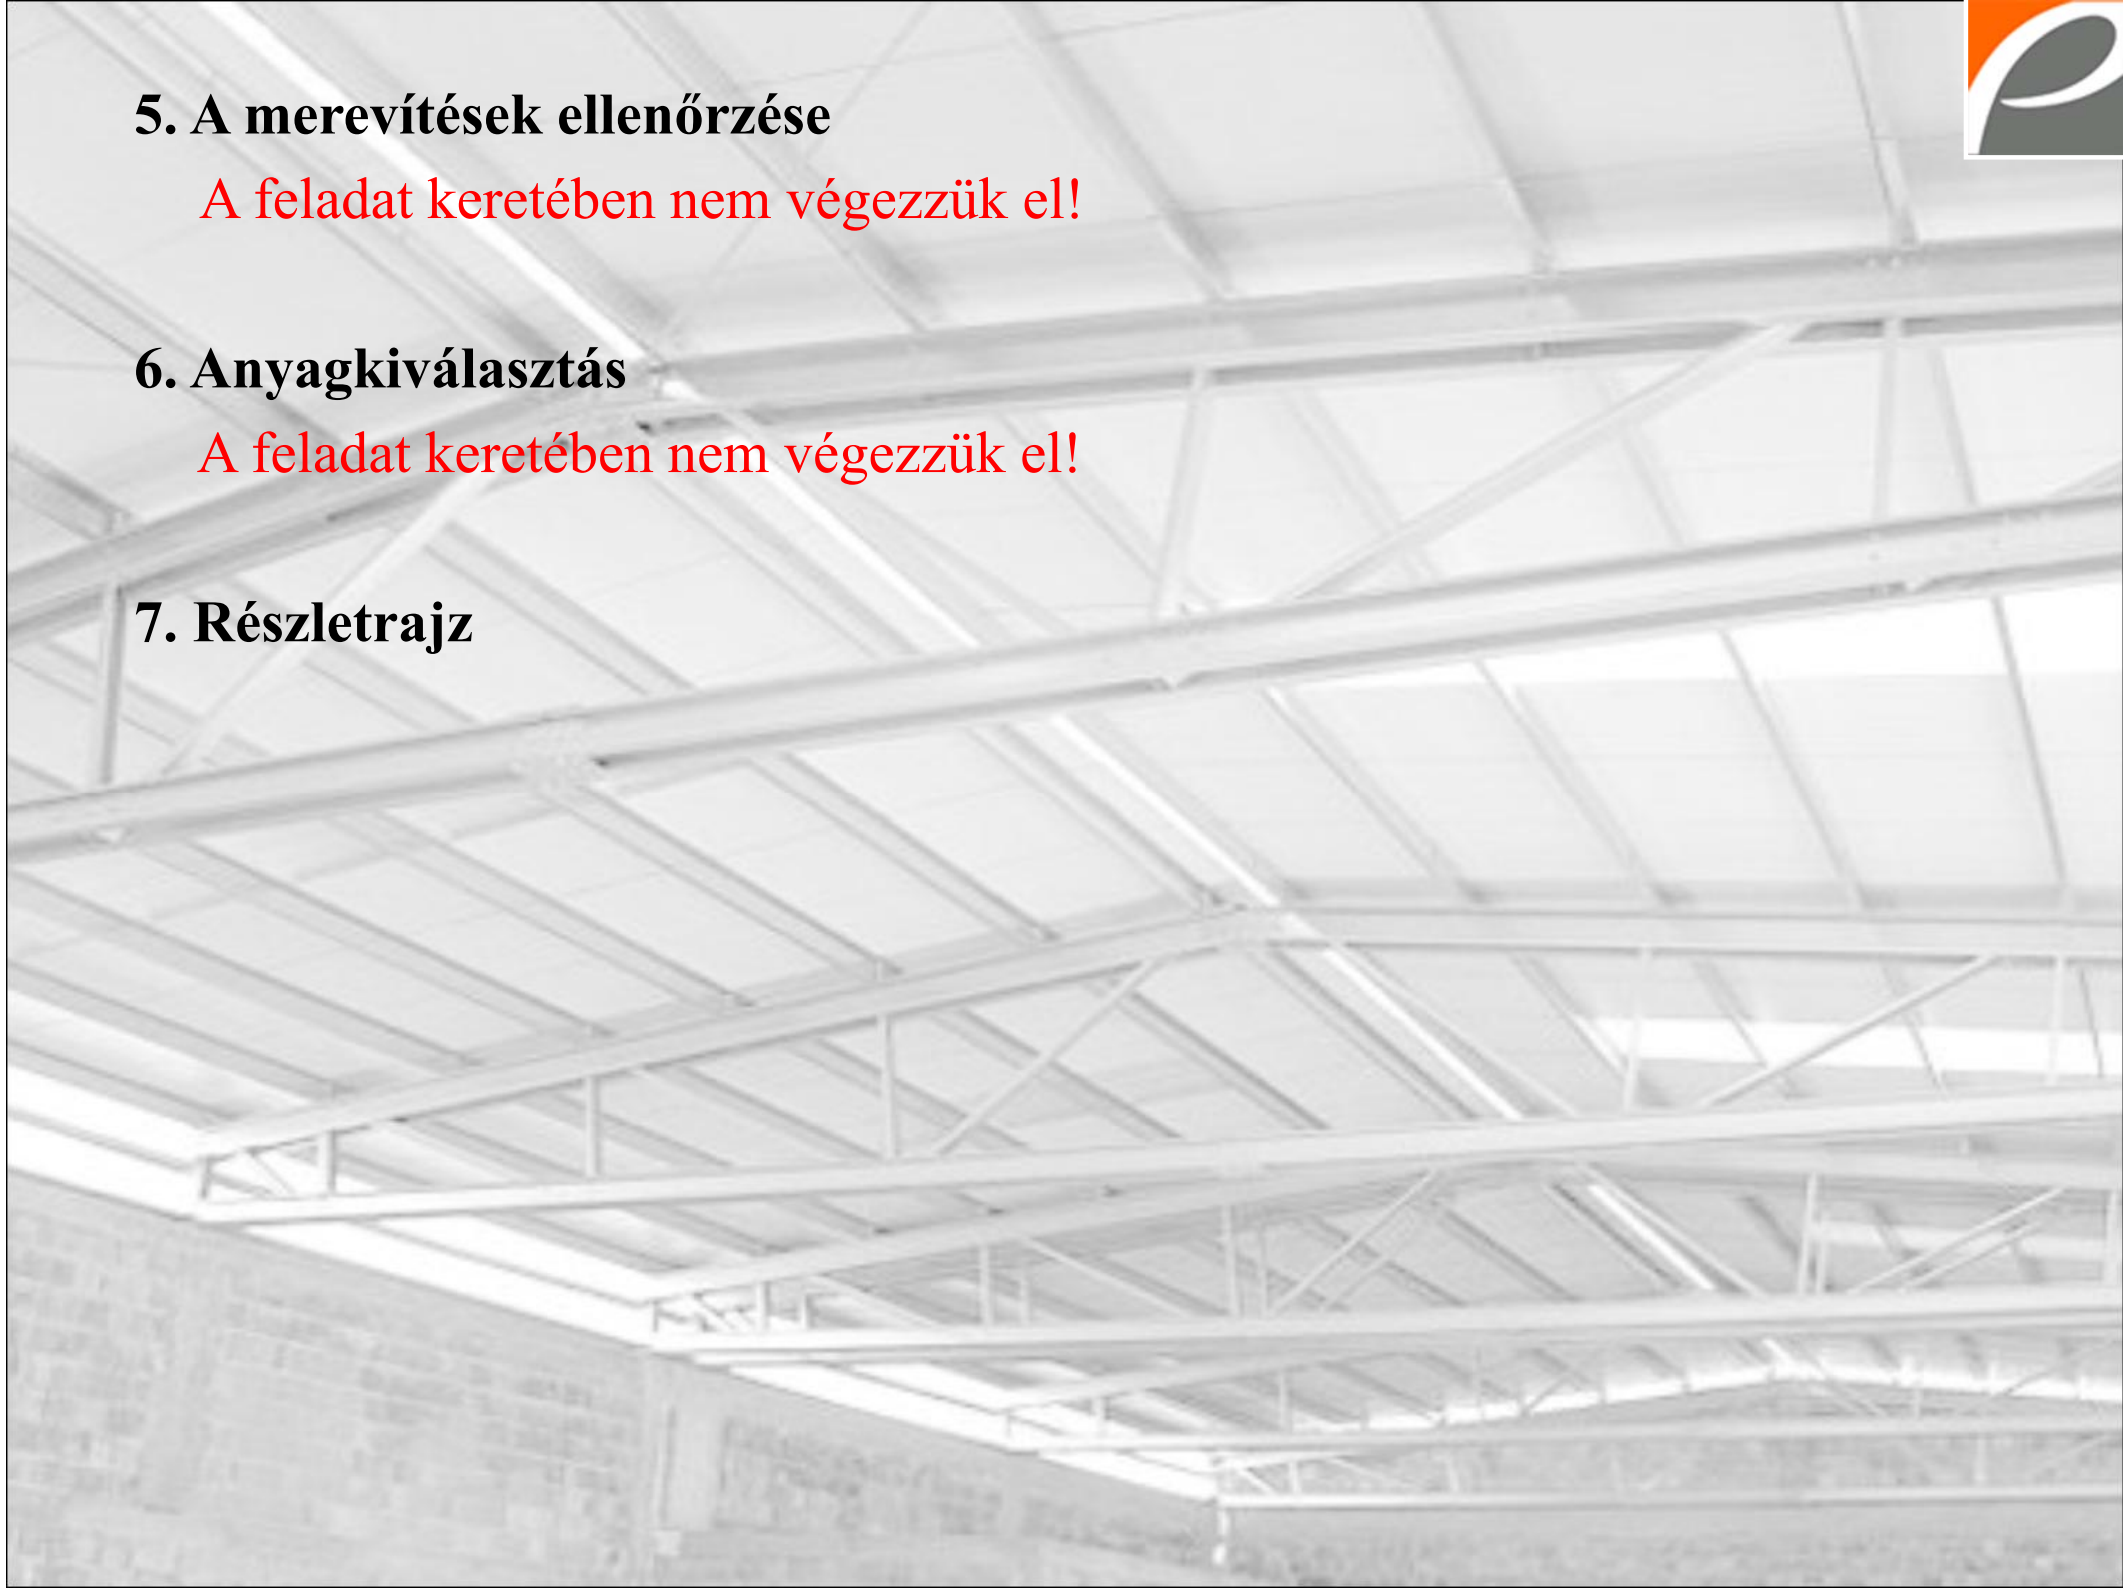 5. A merevítések ellenőrzése
A feladat keretében nem végezzük el!
6. Anyagkiválasztás
A feladat keretében nem végezzük el!
7. Részletrajz